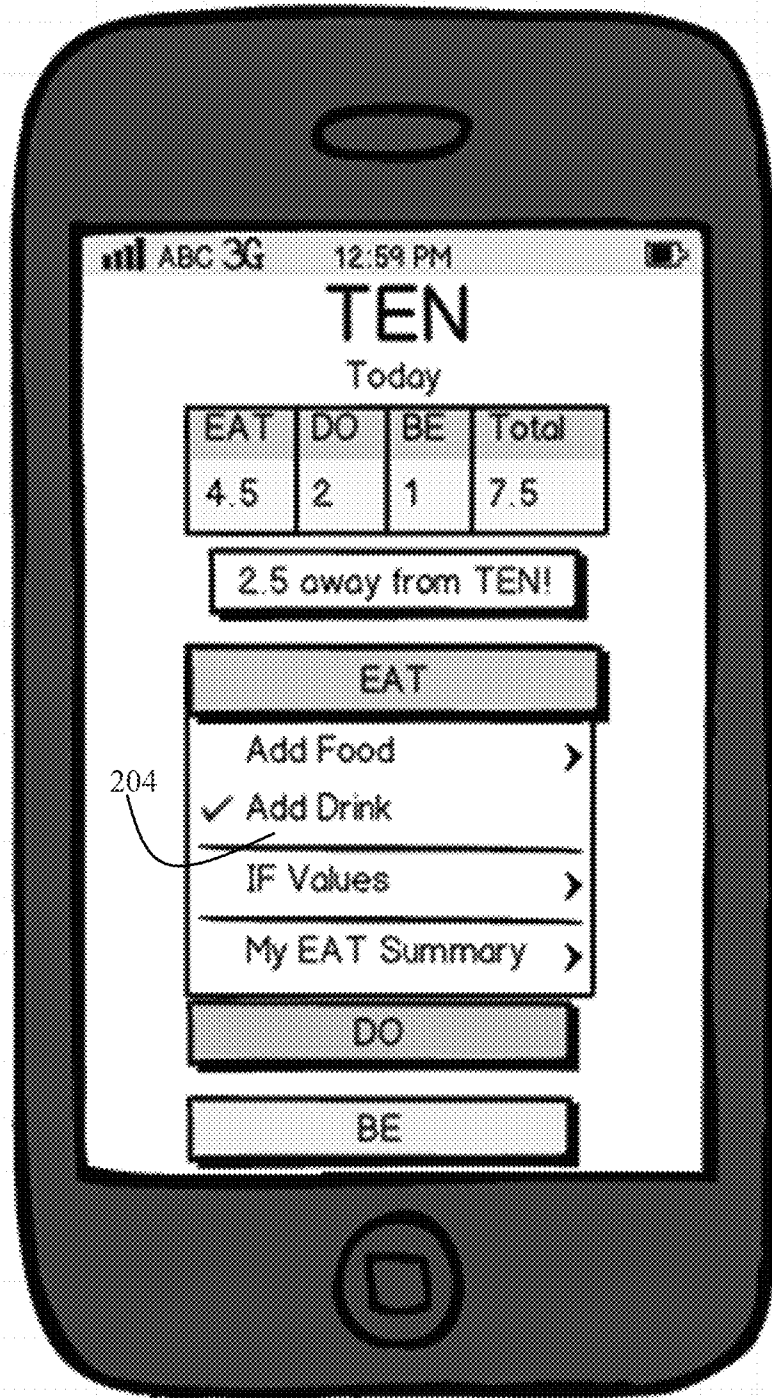 ABC 3G 12:59 PM
TEN
Today
EAT DO BE Total
4.5 2 1 7.5
2.5 away from TEN!
EAT
Add Food
204
✓ Add Drink
IF Values
My EAT Summary
DO
BE